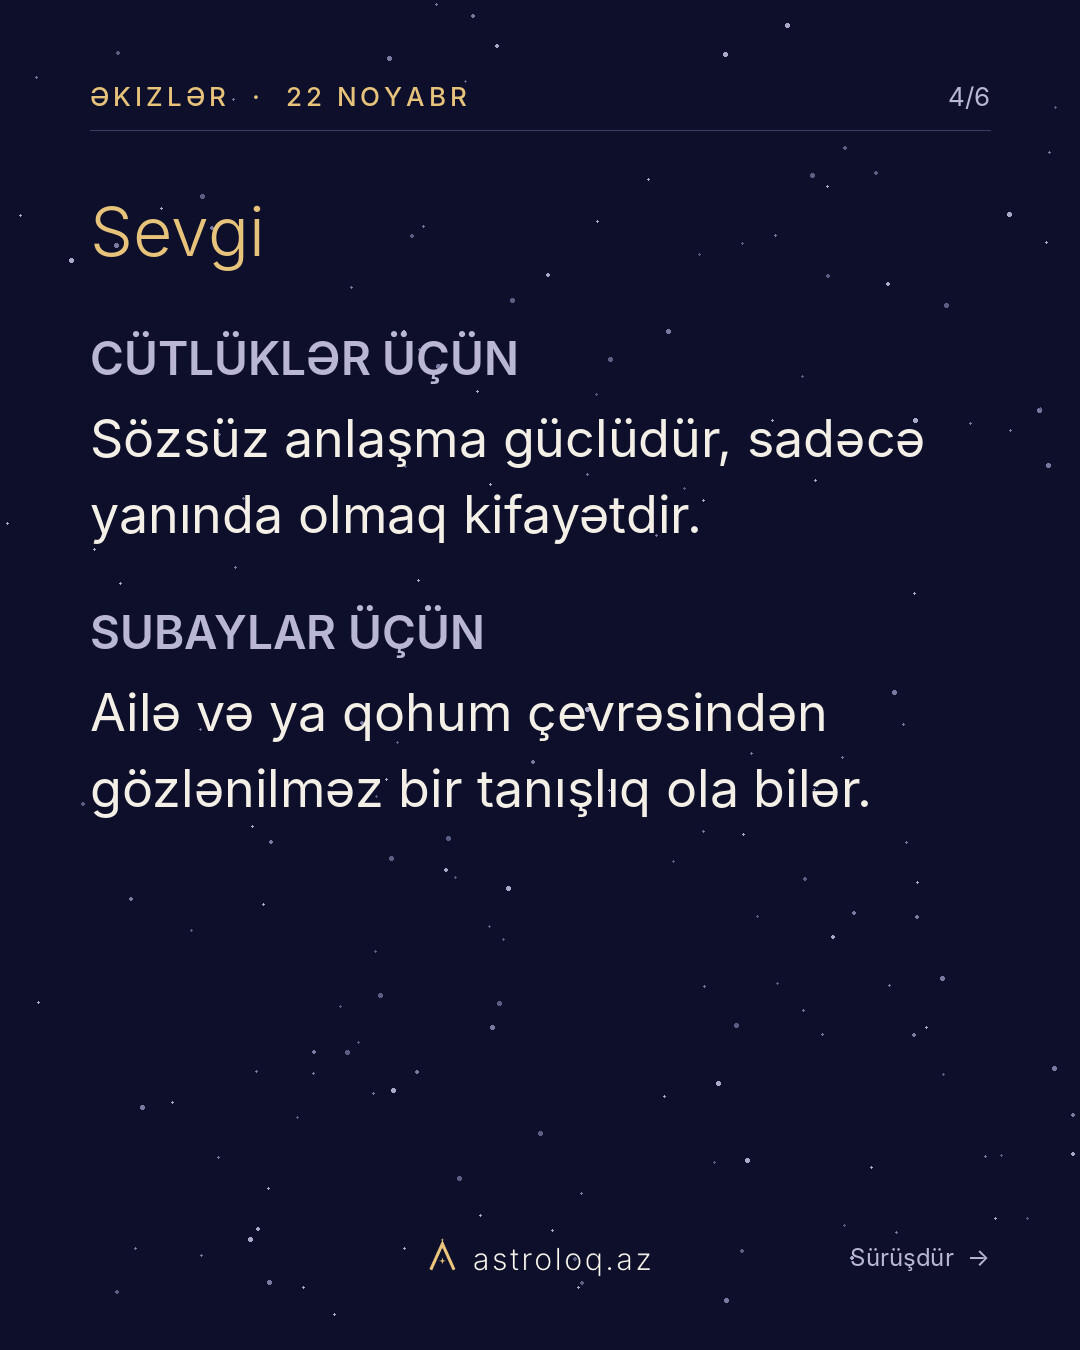 ƏKIZLƏR · 22 NOYABR 4/6
Sevgi
CÜTLÜKLƏR ÜÇÜN
Sözsüz anlaşma güclüdür, sadəcə
yanında olmaq kifayətdir.
SUBAYLAR ÜÇÜN
Ailə və ya qohum çevrəsindən
gözlənilməz bir tanışlıq ola bilər.
astroloq.az
Sürüşdür →